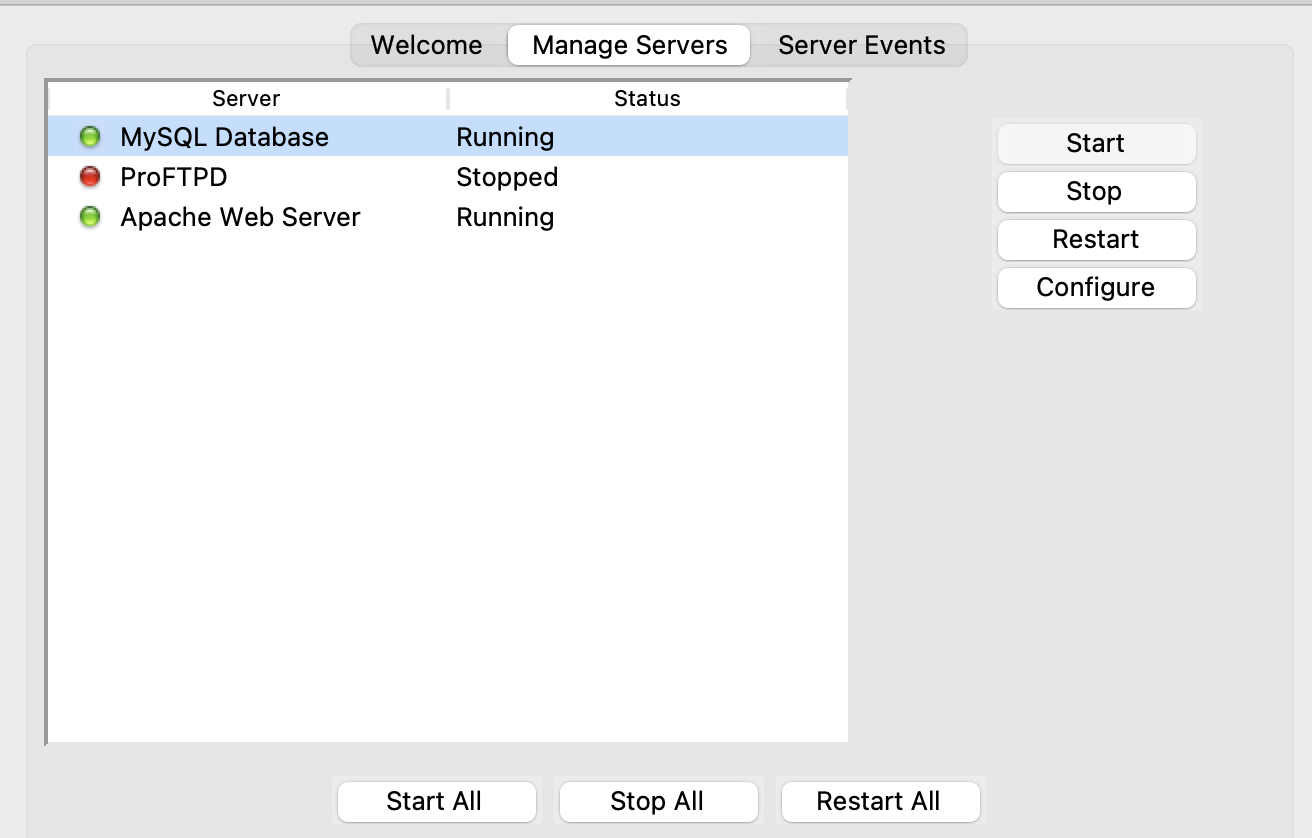 Welcome Manage Servers Server Events
Server Status
MySQL Database Running
ProFTPD Stopped
Apache Web Server Running
Start
Stop
Restart
Configure
Start All Stop All Restart All